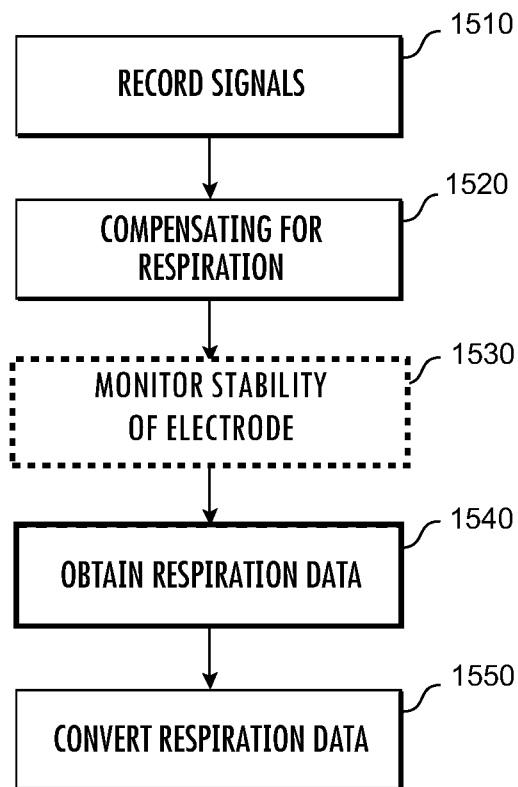 1510
RECORD SIGNALS
1520
COMPENSATING FOR
RESPIRATION
1530
MONITOR STABILITY
OF ELECTRODE
1540
OBTAIN RESPIRATION DATA
1550
CONVERT RESPIRATION DATA